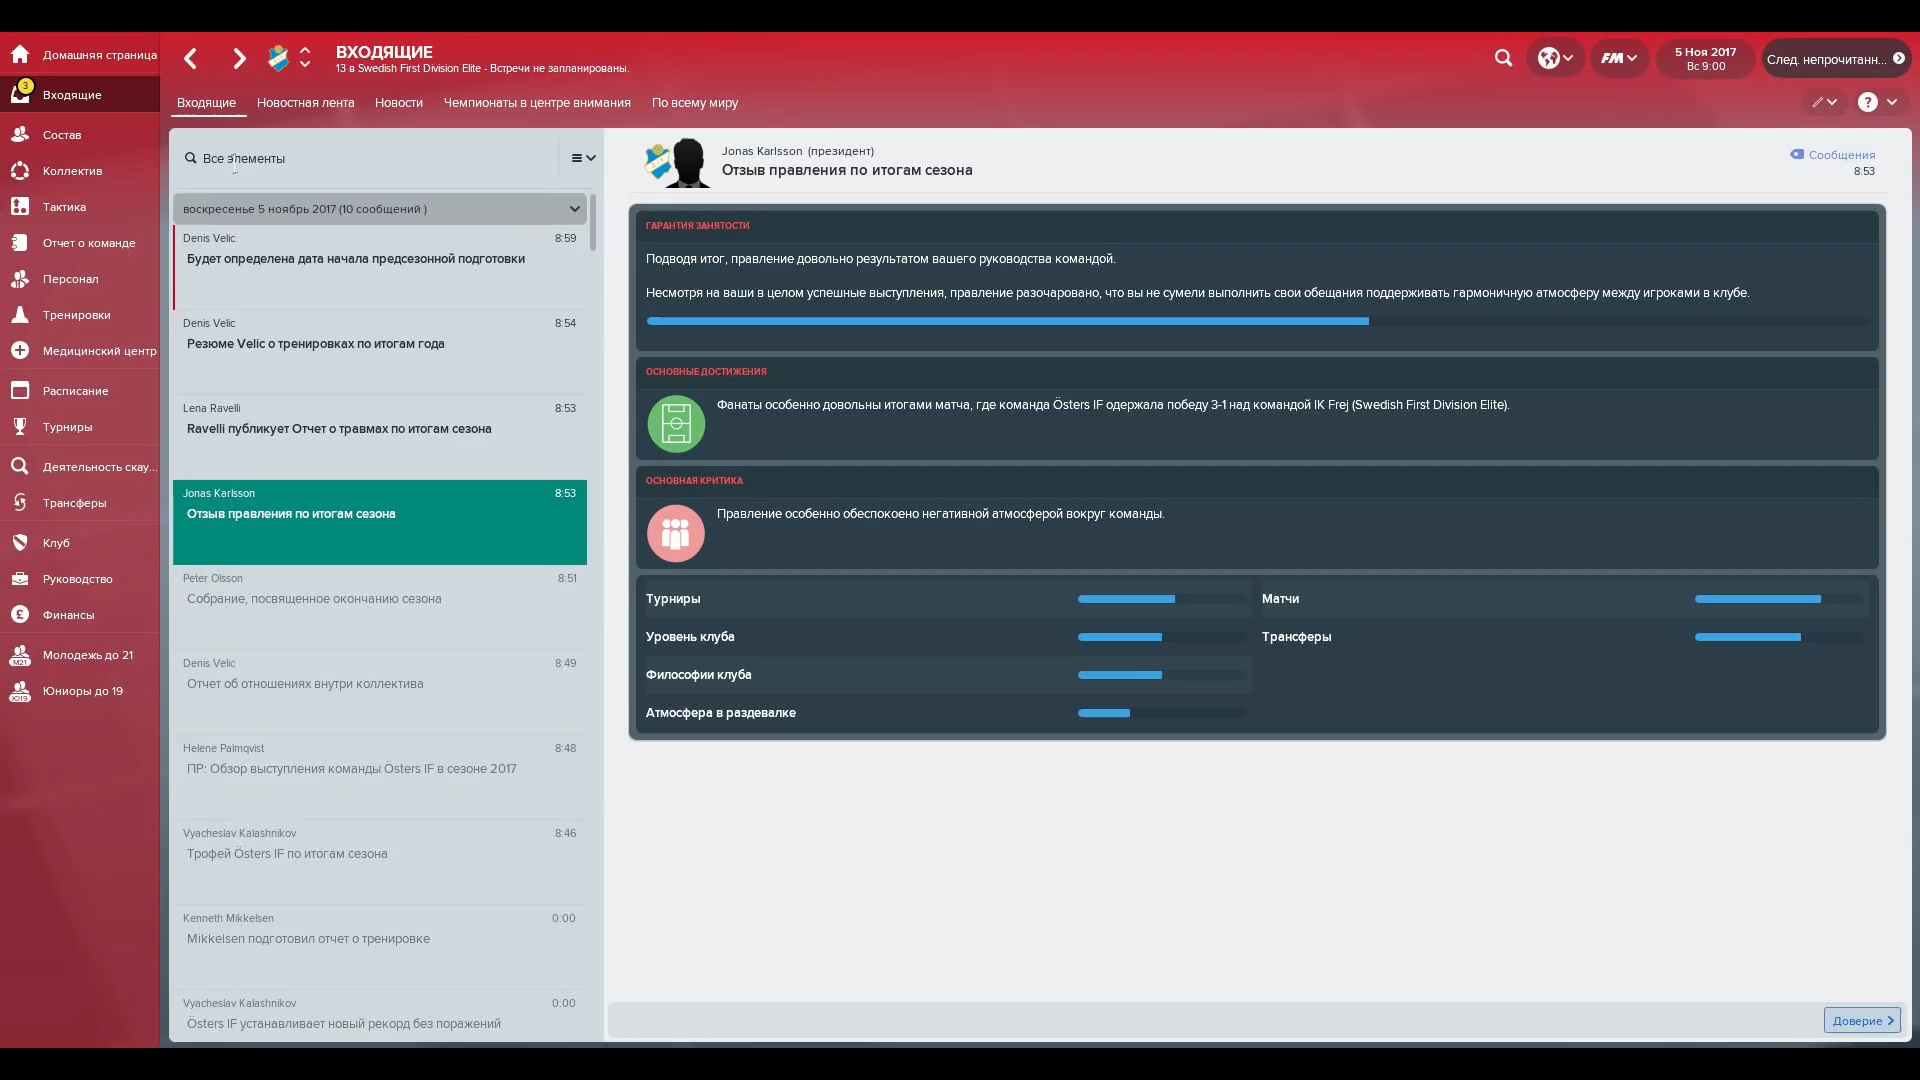 Домашняя страница
3
Входящие
Состав
Коллектив
Тактика
Отчет о команде
Персонал
Тренировки
Медицинский центр
Расписание
Турниры
Деятельность скау...
Трансферы
Клуб
Руководство
Финансы
М21
Молодежь до 21
Ю19
Юниоры до 19
ВХОДЯЩИЕ
13 в Swedish First Division Elite - Встречи не запланированы.
FM
5 Ноя 2017
Вс 9:00
След. непрочитанн...
Входящие
Новостная лента
Новости
Чемпионаты в центре внимания
По всему миру
?
Все элементы
воскресенье 5 ноябрь 2017 (10 сообщений )
Denis Velic 8:59
Будет определена дата начала предсезонной подготовки
Denis Velic 8:54
Резюме Velic о тренировках по итогам года
Lena Ravelli 8:53
Ravelli публикует Отчет о травмах по итогам сезона
Jonas Karlsson 8:53
Отзыв правления по итогам сезона
Peter Olsson 8:51
Собрание, посвященное окончанию сезона
Denis Velic 8:49
Отчет об отношениях внутри коллектива
Helene Palmqvist 8:48
ПР: Обзор выступления команды Östers IF в сезоне 2017
Vyacheslav Kalashnikov 8:46
Трофей Östers IF по итогам сезона
Kenneth Mikkelsen 0:00
Mikkelsen подготовил отчет о тренировке
Vyacheslav Kalashnikov 0:00
Östers IF устанавливает новый рекорд без поражений
Jonas Karlsson (президент)
Отзыв правления по итогам сезона
Сообщения
8:53
ГАРАНТИЯ ЗАНЯТОСТИ
Подводя итог, правление довольно результатом вашего руководства командой.
Несмотря на ваши в целом успешные выступления, правление разочаровано, что вы не сумели выполнить свои обещания поддерживать гармоничную атмосферу между игроками в клубе.
ОСНОВНЫЕ ДОСТИЖЕНИЯ
Фанаты особенно довольны итогами матча, где команда Östers IF одержала победу 3-1 над командой IK Frej (Swedish First Division Elite).
ОСНОВНАЯ КРИТИКА
Правление особенно обеспокоено негативной атмосферой вокруг команды.
Турниры
Матчи
Уровень клуба
Трансферы
Философии клуба
Атмосфера в раздевалке
Доверие